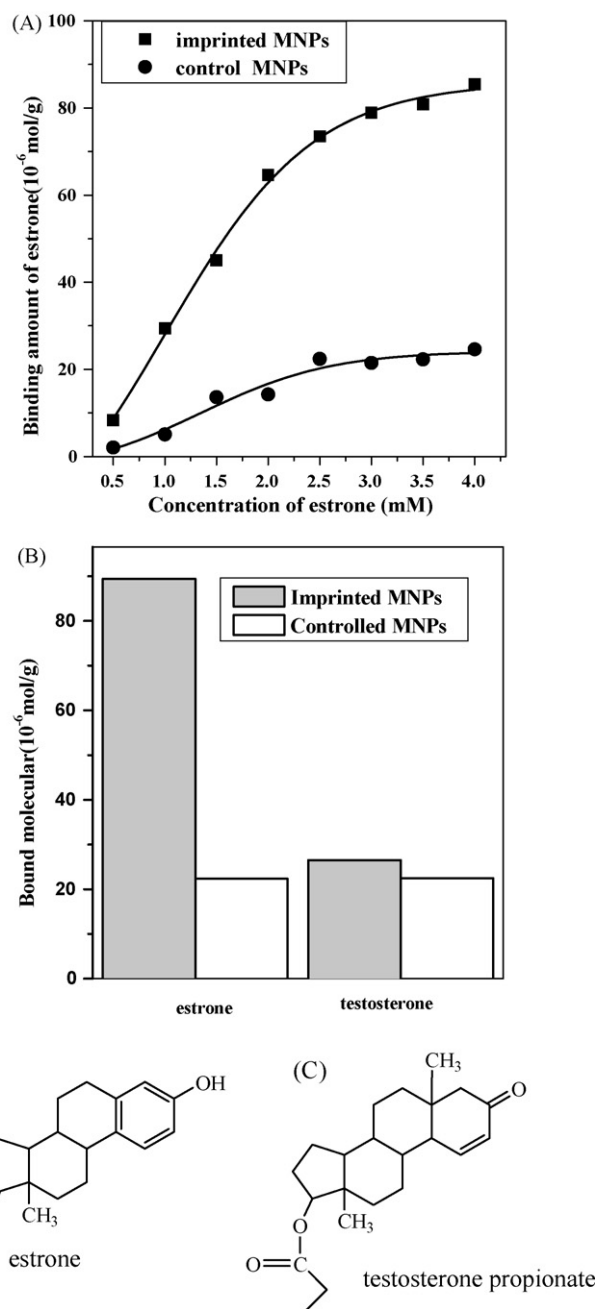 (A)
imprinted MNPs
control MNPs
100
80
60
40
20
0
Binding amount of estrone(10⁻⁶mol/g)
0.5 1.0 1.5 2.0 2.5 3.0 3.5 4.0
Concentration of estrone (mM)
(B)
Imprinted MNPs
Controlled MNPs
80
60
40
20
0
Bound molecular(10⁻⁶mol/g)
estrone testosterone
(C)
OH
CH₃
estrone
CH₃
O
CH₃
O
O
C
testosterone propionate